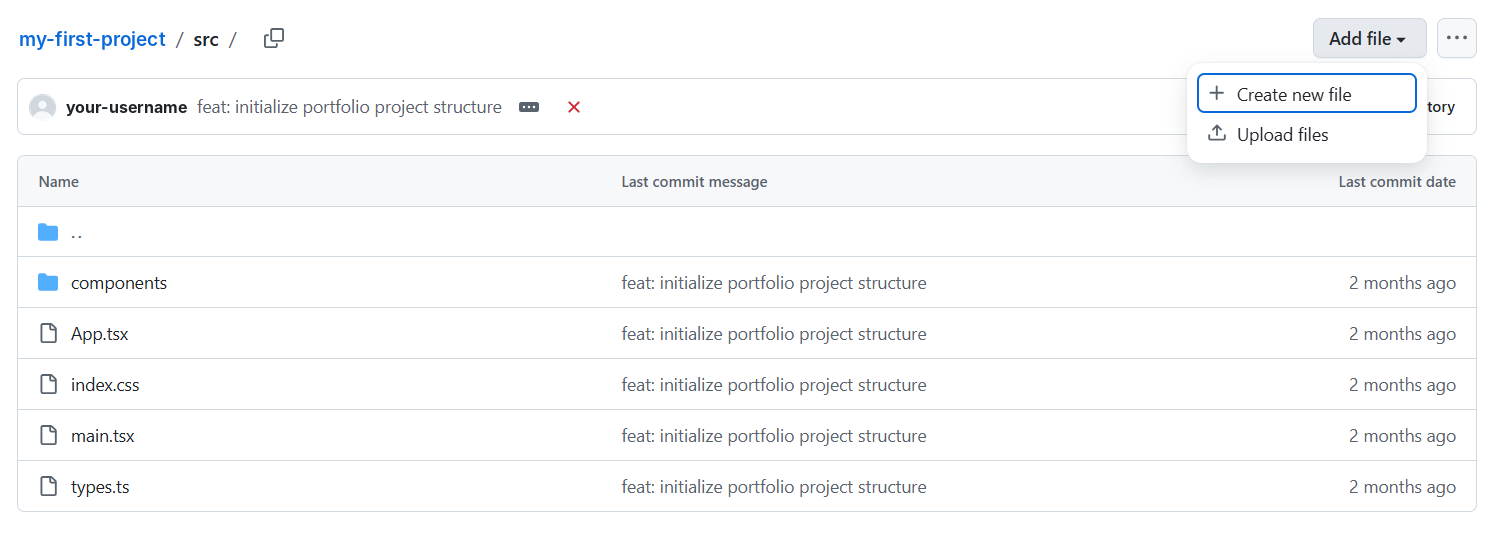 my-first-project / src /
Add file
your-username feat: initialize portfolio project structure
Create new file
Upload files
tory
Name Last commit message Last commit date
..
components feat: initialize portfolio project structure 2 months ago
App.tsx feat: initialize portfolio project structure 2 months ago
index.css feat: initialize portfolio project structure 2 months ago
main.tsx feat: initialize portfolio project structure 2 months ago
types.ts feat: initialize portfolio project structure 2 months ago